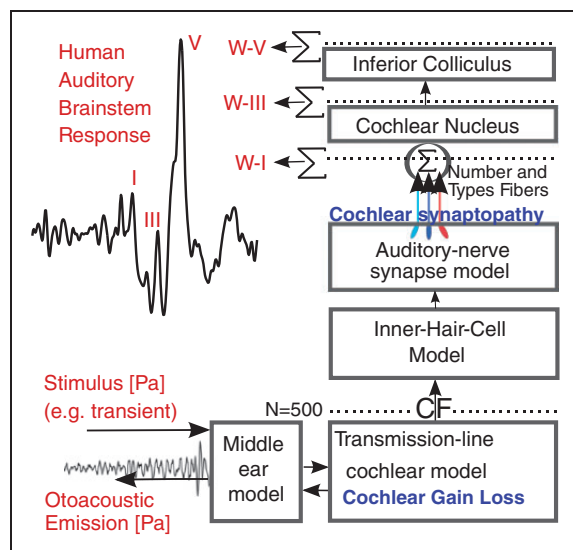 Human
Auditory
Brainstem
Response
V
I
III
W-V
Σ
Inferior Colliculus
W-III
Σ
Cochlear Nucleus
W-I
Σ
Σ
Number and
Types Fibers
Cochlear synaptopathy
Auditory-nerve
synapse model
Inner-Hair-Cell
Model
Stimulus [Pa]
(e.g. transient)
N=500
CF
Middle
ear
model
Transmission-line
cochlear model
Cochlear Gain Loss
Otoacoustic
Emission [Pa]